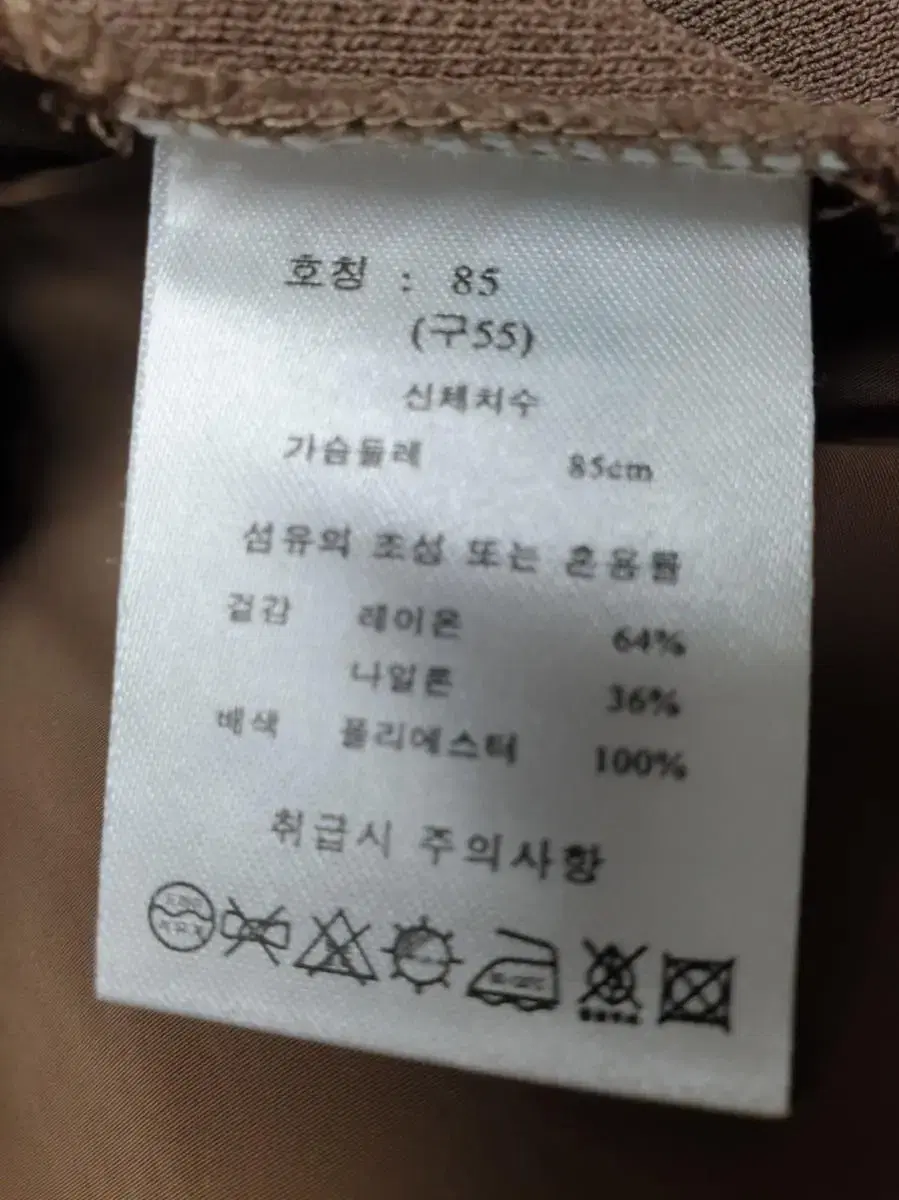 호칭 : 85
(구55)
신체치수
가슴둘레 85cm
섬유의 조성 또는 혼용률
겉감 레이온 64%
나일론 36%
배색 폴리에스터 100%
취급시 주의사항